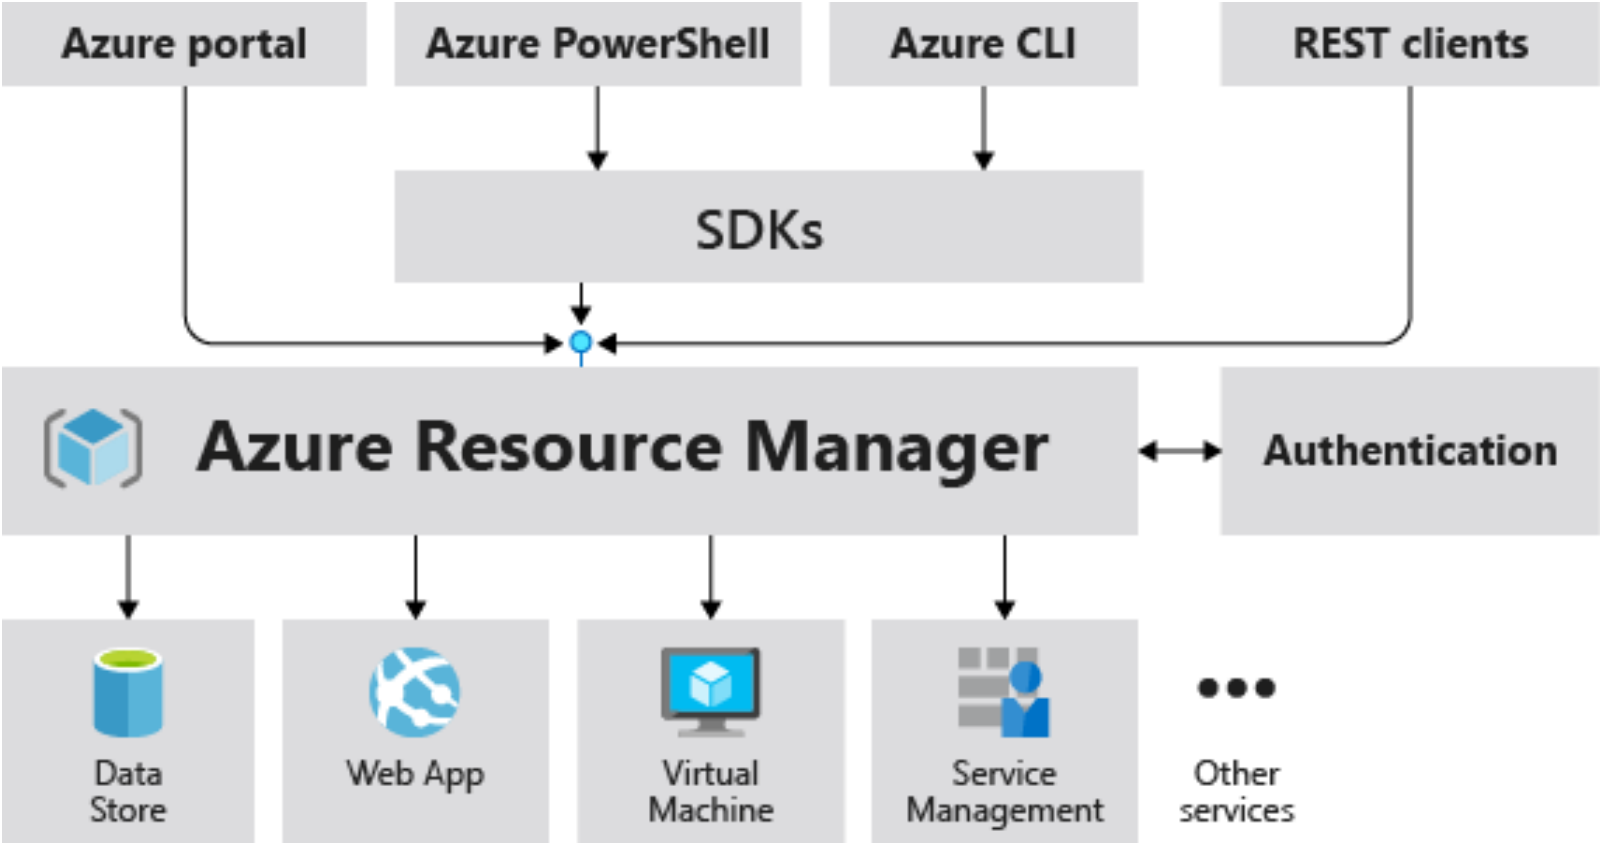 Azure portal
Azure PowerShell
Azure CLI
REST clients
SDKs
Azure Resource Manager
Authentication
Data
Store
Web App
Virtual
Machine
Service
Management
Other
services